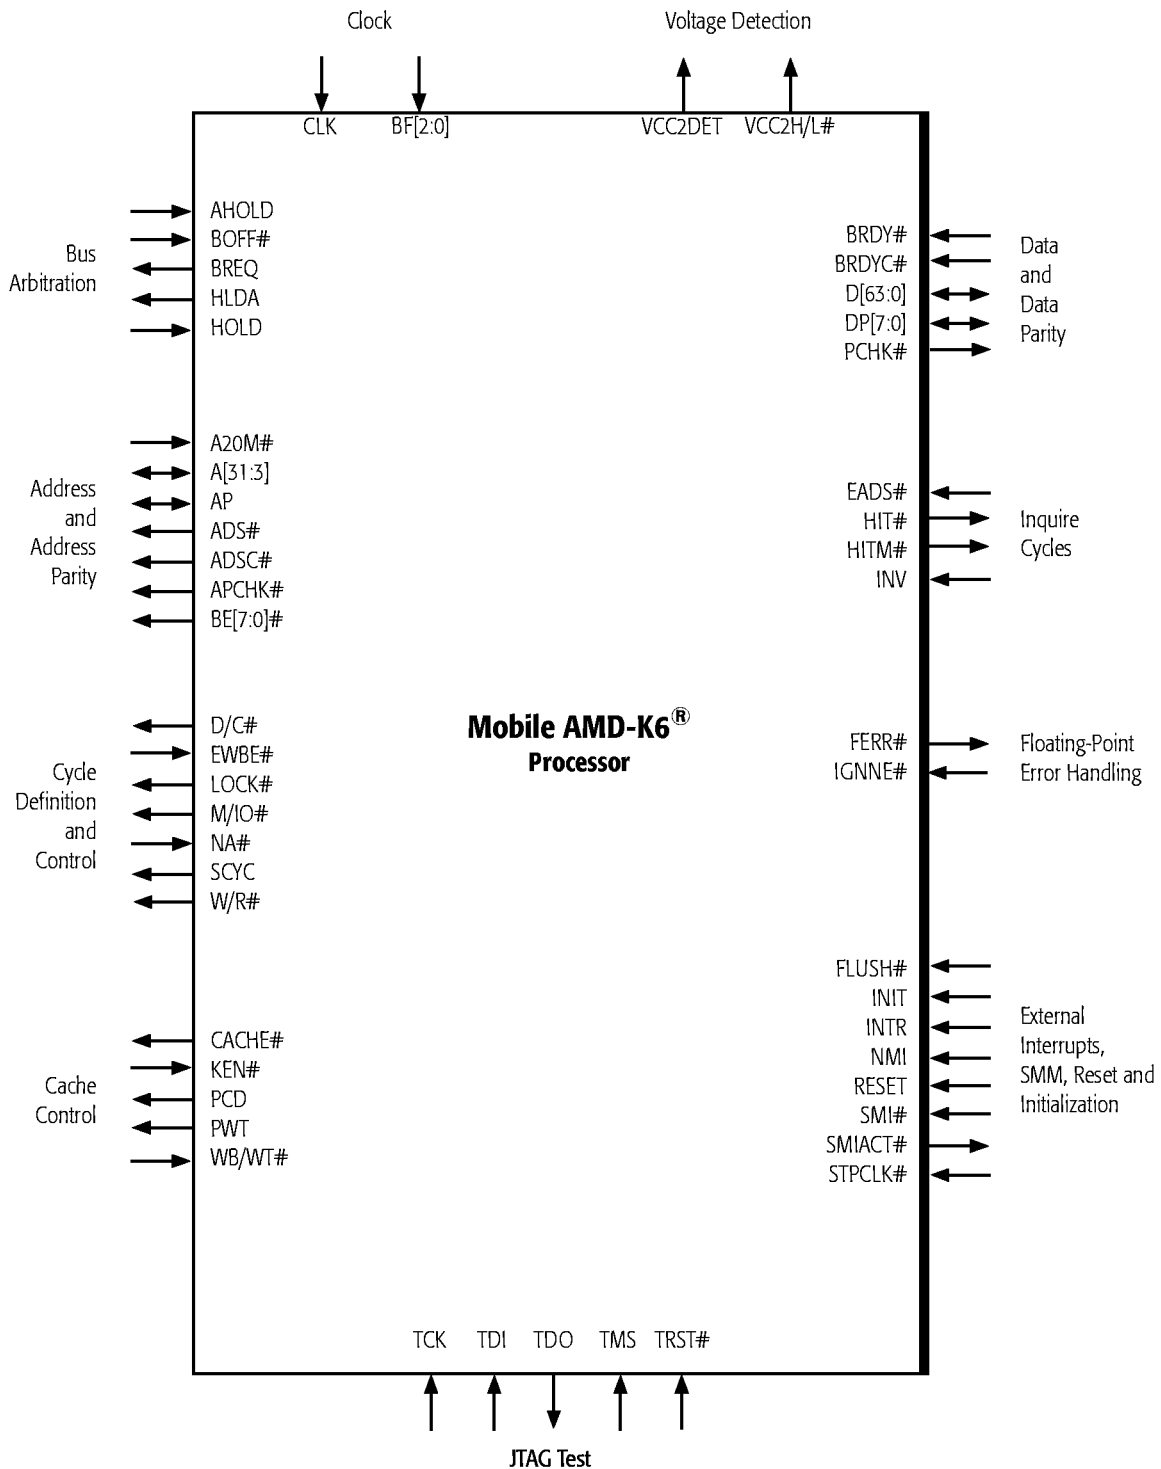 Clock
Voltage Detection
CLK
BF[2:0]
VCC2DET
VCC2H/L#
Bus
Arbitration
AHOLD
BOFF#
BREQ
HLDA
HOLD
BRDY#
BRDYC#
D[63:0]
DP[7:0]
PCHK#
Data
and
Data
Parity
Address
and
Address
Parity
A20M#
A[31:3]
AP
ADS#
ADSC#
APCHK#
BE[7:0]#
EADS#
HIT#
HITM#
INV
Inquire
Cycles
Mobile AMD-K6®
Processor
Cycle
Definition
and
Control
D/C#
EWBE#
LOCK#
M/IO#
NA#
SCYC
W/R#
FERR#
IGNNE#
Floating-Point
Error Handling
Cache
Control
CACHE#
KEN#
PCD
PWT
WB/WT#
FLUSH#
INIT
INTR
NMI
RESET
SMI#
SMIACT#
STPCLK#
External
Interrupts,
SMM, Reset and
Initialization
TCK
TDI
TDO
TMS
TRST#
JTAG Test